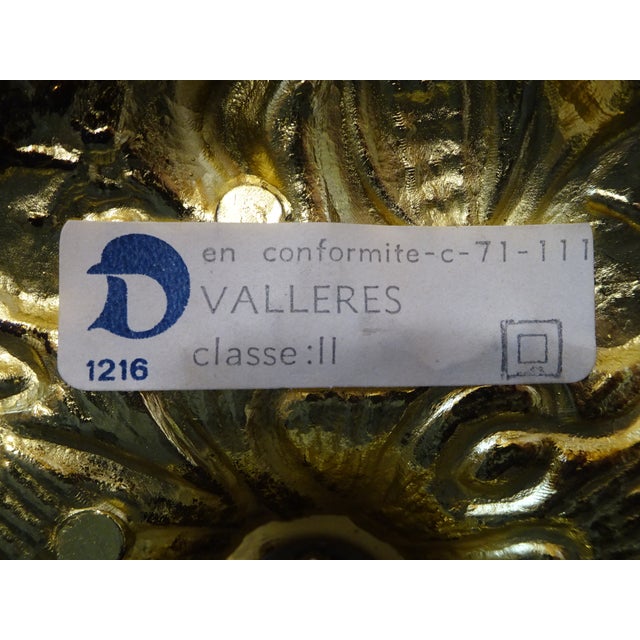 en conformite-c-71-111
D VALLERES
classe:II
1216